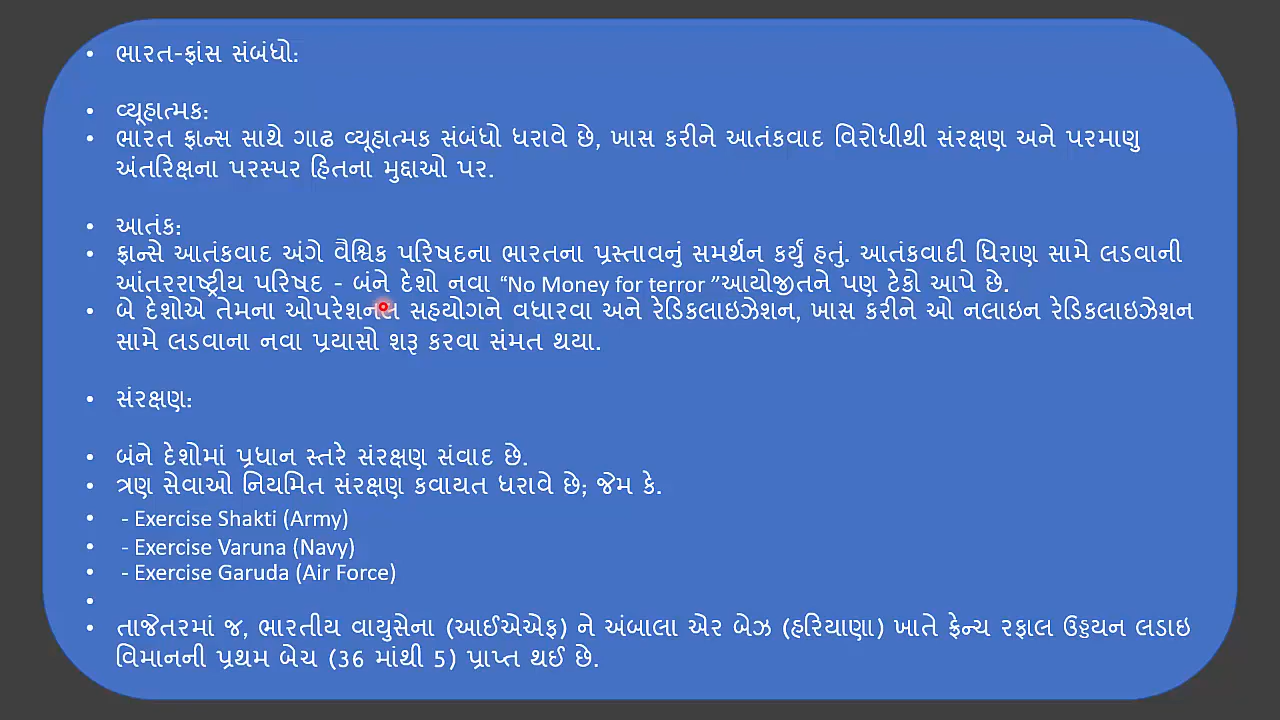 • ભારત-ફ્રાંસ સંબંધો:
• વ્યૂહાત્મક:
• ભારત ફ્રાન્સ સાથે ગાઢ વ્યૂહાત્મક સંબંધો ધરાવે છે, ખાસ કરીને આતંકવાદ વિરોધીથી સંરક્ષણ અને પરમાણુ
અંતરિક્ષના પરસ્પર હિતના મુદ્દાઓ પર.
• આતંક:
• ફ્રાન્સે આતંકવાદ અંગે વૈશ્વિક પરિષદના ભારતના પ્રસ્તાવનું સમર્થન કર્યું હતું. આતંકવાદી ધિરાણ સામે લડવાની
આંતરરાષ્ટ્રીય પરિષદ - બંને દેશો નવા “No Money for terror ”આયોજીતને પણ ટેકો આપે છે.
• બે દેશોએ તેમના ઓપરેશનલ સહયોગને વધારવા અને રેડિકલાઇઝેશન, ખાસ કરીને ઓ નલાઇન રેડિકલાઇઝેશન
સામે લડવાના નવા પ્રયાસો શરૂ કરવા સંમત થયા.
• સંરક્ષણ:
• બંને દેશોમાં પ્રધાન સ્તરે સંરક્ષણ સંવાદ છે.
• ત્રણ સેવાઓ નિયમિત સંરક્ષણ કવાયત ધરાવે છે; જેમ કે.
• - Exercise Shakti (Army)
• - Exercise Varuna (Navy)
• - Exercise Garuda (Air Force)
•
• તાજેતરમાં જ, ભારતીય વાયુસેના (આઈએએફ) ને અંબાલા એર બેઝ (હરિયાણા) ખાતે ફ્રેન્ચ રફાલ ઉડ્ડયન લડાઇ
વિમાનની પ્રથમ બેચ (36 માંથી 5) પ્રાપ્ત થઈ છે.